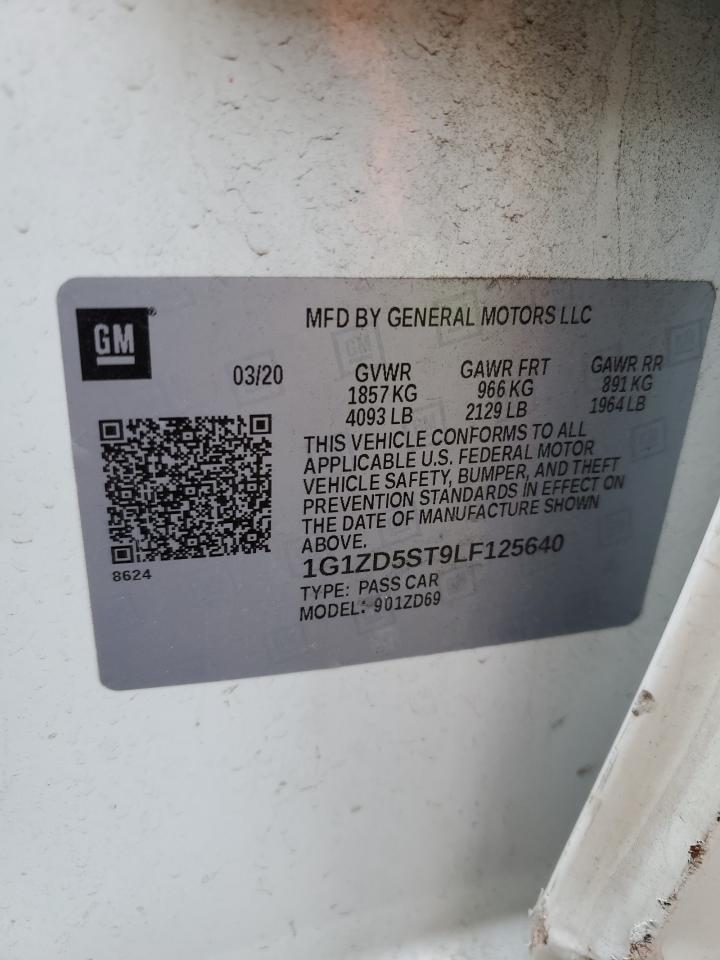 GM
MFD BY GENERAL MOTORS LLC
03/20 GVWR GAWR FRT GAWR RR
1857 KG 966 KG 891 KG
4093 LB 2129 LB 1964 LB
THIS VEHICLE CONFORMS TO ALL
APPLICABLE U.S. FEDERAL MOTOR
VEHICLE SAFETY, BUMPER, AND THEFT
PREVENTION STANDARDS IN EFFECT ON
THE DATE OF MANUFACTURE SHOWN
ABOVE.
1G1ZD5ST9LF125640
8624
TYPE: PASS CAR
MODEL: 901ZD69